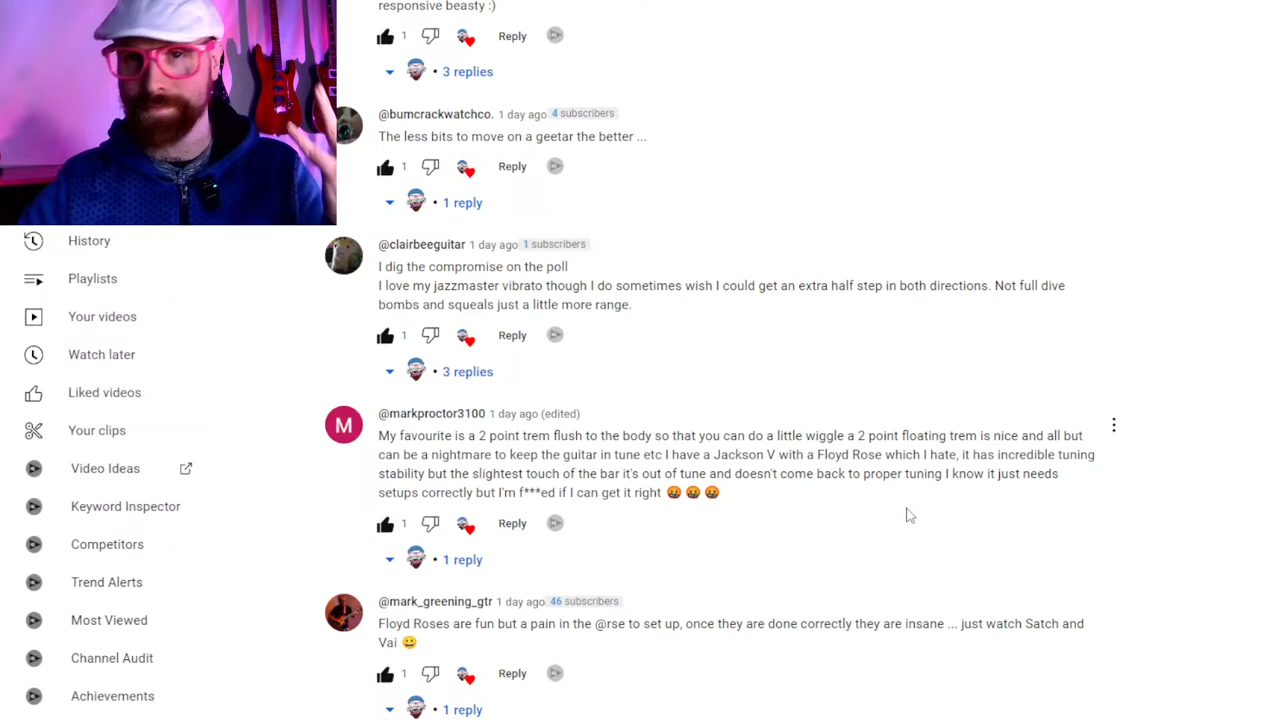 responsive beasty :)
1 Reply
3 replies
@bumcrackwatchco. 1 day ago 4 subscribers
The less bits to move on a geetar the better ...
1 Reply
1 reply
@clairbeeguitar 1 day ago 1 subscribers
I dig the compromise on the poll
I love my jazzmaster vibrato though I do sometimes wish I could get an extra half step in both directions. Not full dive
bombs and squeals just a little more range.
1 Reply
3 replies
M
@markproctor3100 1 day ago (edited)
My favourite is a 2 point trem flush to the body so that you can do a little wiggle a 2 point floating trem is nice and all but
can be a nightmare to keep the guitar in tune etc I have a Jackson V with a Floyd Rose which I hate, it has incredible tuning
stability but the slightest touch of the bar it's out of tune and doesn't come back to proper tuning I know it just needs
setups correctly but I'm f***ed if I can get it right 🤬 🤬 🤬
1 Reply
1 reply
@mark_greening_gtr 1 day ago 46 subscribers
Floyd Roses are fun but a pain in the @rse to set up, once they are done correctly they are insane ... just watch Satch and
Vai 😀
1 Reply
1 reply
History
Playlists
Your videos
Watch later
Liked videos
Your clips
Video Ideas
Keyword Inspector
Competitors
Trend Alerts
Most Viewed
Channel Audit
Achievements